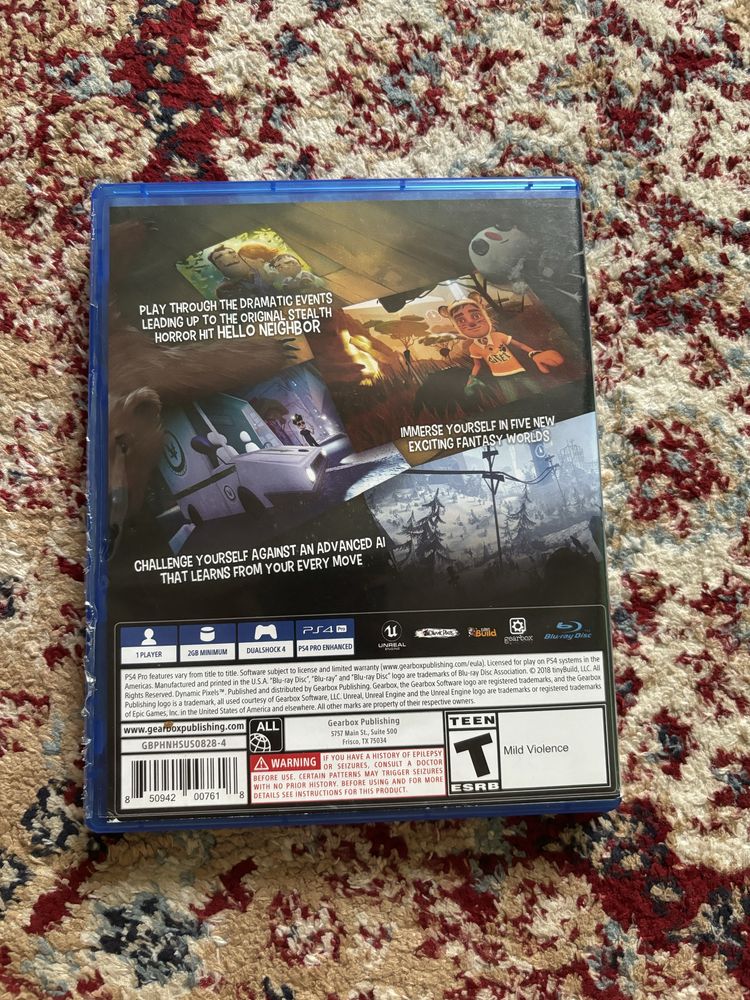 PLAY THROUGH THE DRAMATIC EVENTS
LEADING UP TO THE ORIGINAL STEALTH
HORROR HIT HELLO NEIGHBOR
IMMERSE YOURSELF IN FIVE NEW
EXCITING FANTASY WORLDS
CHALLENGE YOURSELF AGAINST AN ADVANCED AI
THAT LEARNS FROM YOUR EVERY MOVE
1 PLAYER
2GB MINIMUM
DUALSHOCK 4
PS4 Pro
PS4 PRO ENHANCED
UNREAL
ENGINE
tinyBuild
gearbox
Blu-ray Disc
PS4 Pro features vary from title to title. Software subject to license and limited warranty (www.gearboxpublishing.com/eula). Licensed for play on PS4 systems in the
Americas. Manufactured and printed in the U.S.A. "Blu-ray Disc", "Blu-ray" and "Blu-ray Disc" logo are trademarks of Blu-ray Disc Association. © 2018 tinyBuild, LLC. All
Rights Reserved. Dynamic Pixels™. Published and distributed by Gearbox Publishing. Gearbox, the Gearbox Software logo are registered trademarks, and the Gearbox
Publishing logo is a trademark, all used courtesy of Gearbox Software, LLC. Unreal, Unreal Engine and the Unreal Engine logo are trademarks or registered trademarks
of Epic Games, Inc. in the United States of America and elsewhere. All other marks are property of their respective owners.
www.gearboxpublishing.com
GBPHNHSUS0828-4
8 50942 00761 8
ALL
Gearbox Publishing
5757 Main St., Suite 500
Frisco, TX 75034
WARNING
IF YOU HAVE A HISTORY OF EPILEPSY
OR SEIZURES, CONSULT A DOCTOR
BEFORE USE. CERTAIN PATTERNS MAY TRIGGER SEIZURES
WITH NO PRIOR HISTORY. BEFORE USING AND FOR MORE
DETAILS SEE INSTRUCTIONS FOR THIS PRODUCT.
TEEN
T
ESRB
Mild Violence